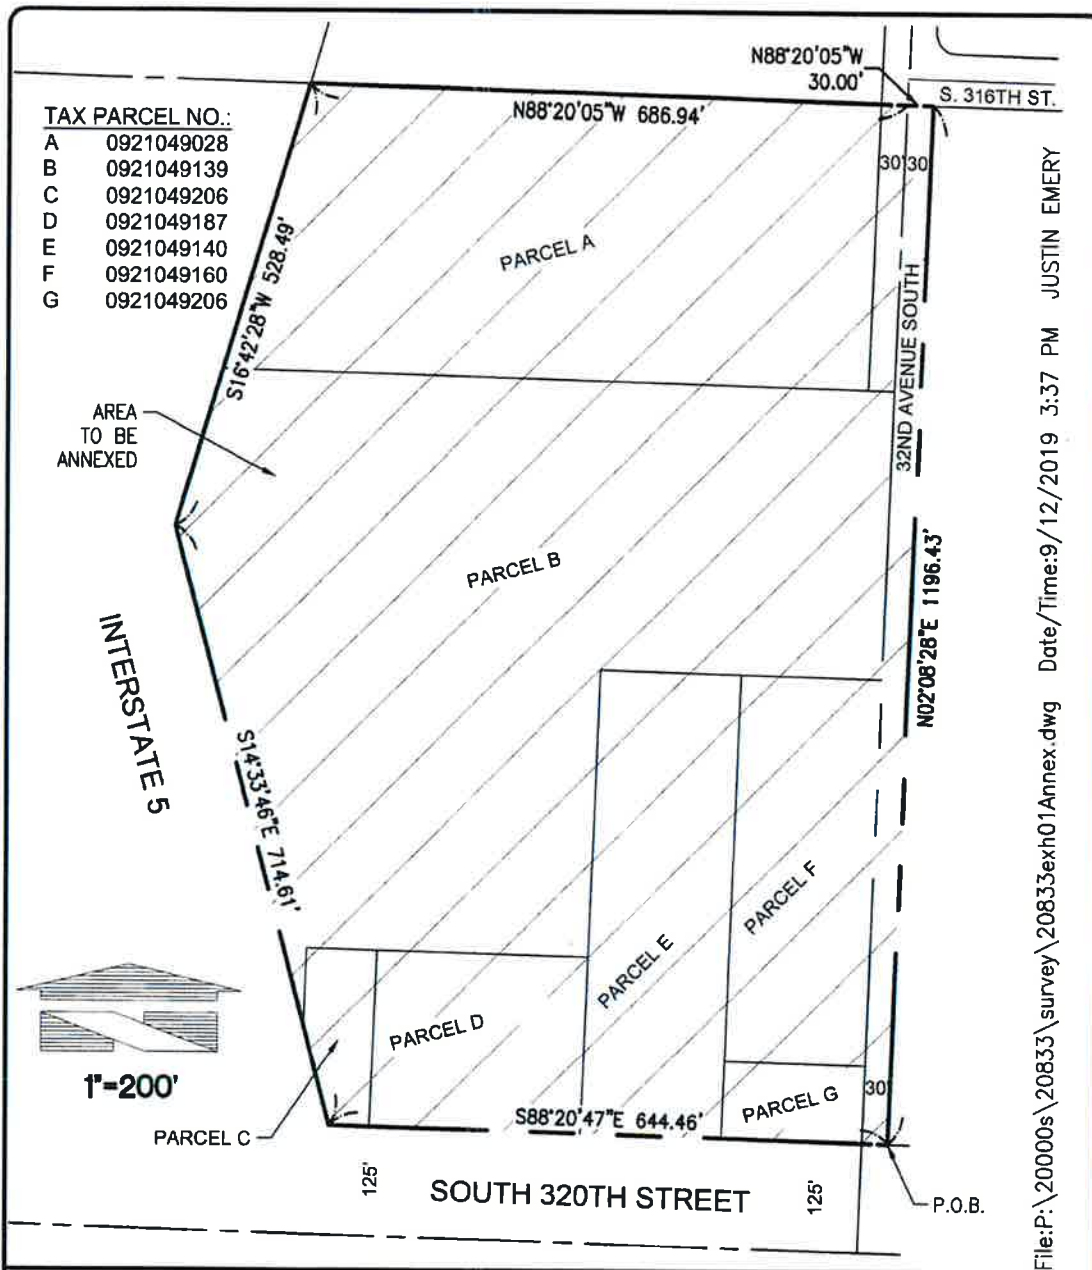 N88°20'05"W
30.00'
S. 316TH ST.
N88°20'05"W 686.94'
TAX PARCEL NO.:
A 0921049028
B 0921049139
C 0921049206
D 0921049187
E 0921049140
F 0921049160
G 0921049206
30' 30'
PARCEL A
S16°42'28"W 528.49'
32ND AVENUE SOUTH
AREA
TO BE
ANNEXED
PARCEL B
N02°08'28"E 1196.43'
INTERSTATE 5
S14°33'46"E 714.61'
PARCEL F
PARCEL E
PARCEL D
1"=200'
PARCEL G
30'
S88°20'47"E 644.46'
PARCEL C
125'
SOUTH 320TH STREET
125'
P.O.B.
File:P:\20000s\20833\survey\20833exh01Annex.dwg Date/Time:9/12/2019 3:37 PM JUSTIN EMERY